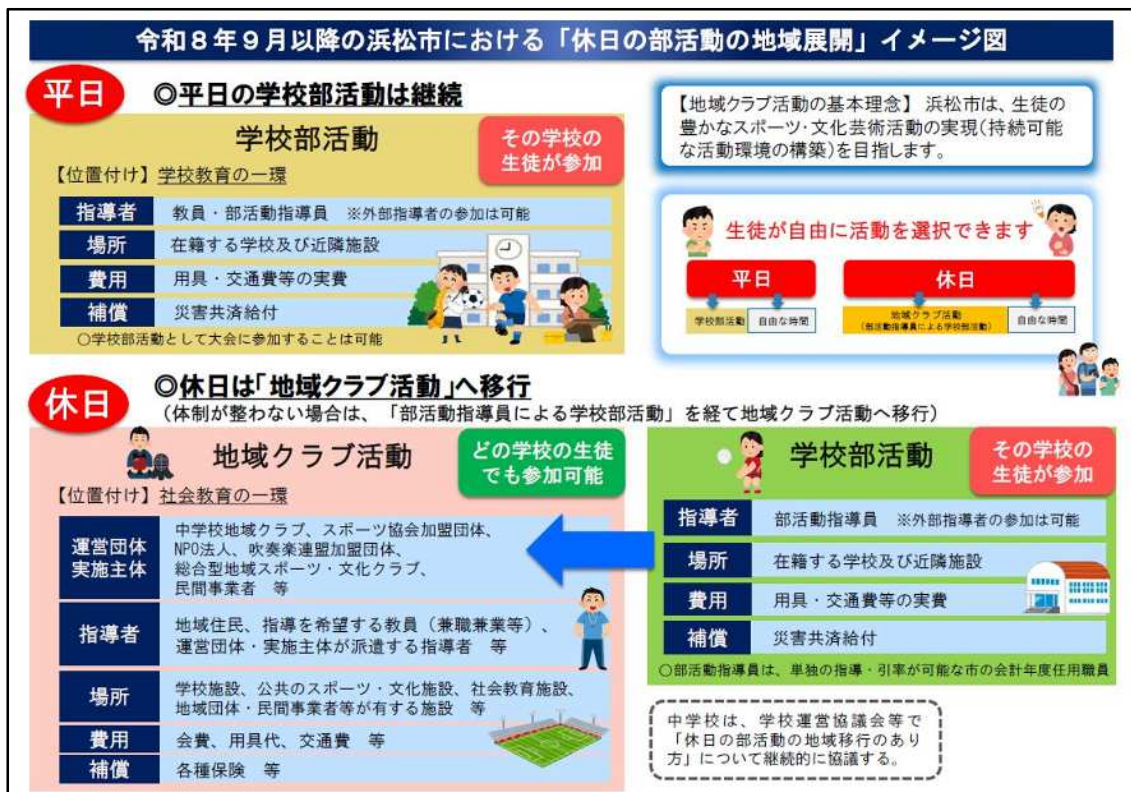 令和8年9月以降の浜松市における「休日の部活動の地域展開」イメージ図
平日
◎平日の学校部活動は継続
学校部活動
その学校の
生徒が参加
【位置付け】学校教育の一環
指導者 教員・部活動指導員 ※外部指導者の参加は可能
場所 在籍する学校及び近隣施設
費用 用具・交通費等の実費
補償 災害共済給付
○学校部活動として大会に参加することは可能
【地域クラブ活動の基本理念】 浜松市は、生徒の
豊かなスポーツ・文化芸術活動の実現(持続可能
な活動環境の構築)を目指します。
生徒が自由に活動を選択できます
平日
休日
学校部活動
自由な時間
地域クラブ活動
(部活動指導員による学校部活動)
自由な時間
休日
◎休日は「地域クラブ活動」へ移行
(体制が整わない場合は、「部活動指導員による学校部活動」を経て地域クラブ活動へ移行)
地域クラブ活動
どの学校の生徒
でも参加可能
【位置付け】社会教育の一環
運営団体
実施主体
中学校地域クラブ、スポーツ協会加盟団体、
NPO法人、吹奏楽連盟加盟団体、
総合型地域スポーツ・文化クラブ、
民間事業者 等
指導者
地域住民、指導を希望する教員(兼職兼業等)、
運営団体・実施主体が派遣する指導者 等
場所
学校施設、公共のスポーツ・文化施設、社会教育施設、
地域団体・民間事業者等が有する施設 等
費用 会費、用具代、交通費 等
補償 各種保険 等
学校部活動
その学校の
生徒が参加
指導者 部活動指導員 ※外部指導者の参加は可能
場所 在籍する学校及び近隣施設
費用 用具・交通費等の実費
補償 災害共済給付
○部活動指導員は、単独の指導・引率が可能な市の会計年度任用職員
中学校は、学校運営協議会等で
「休日の部活動の地域移行のあり
方」について継続的に協議する。